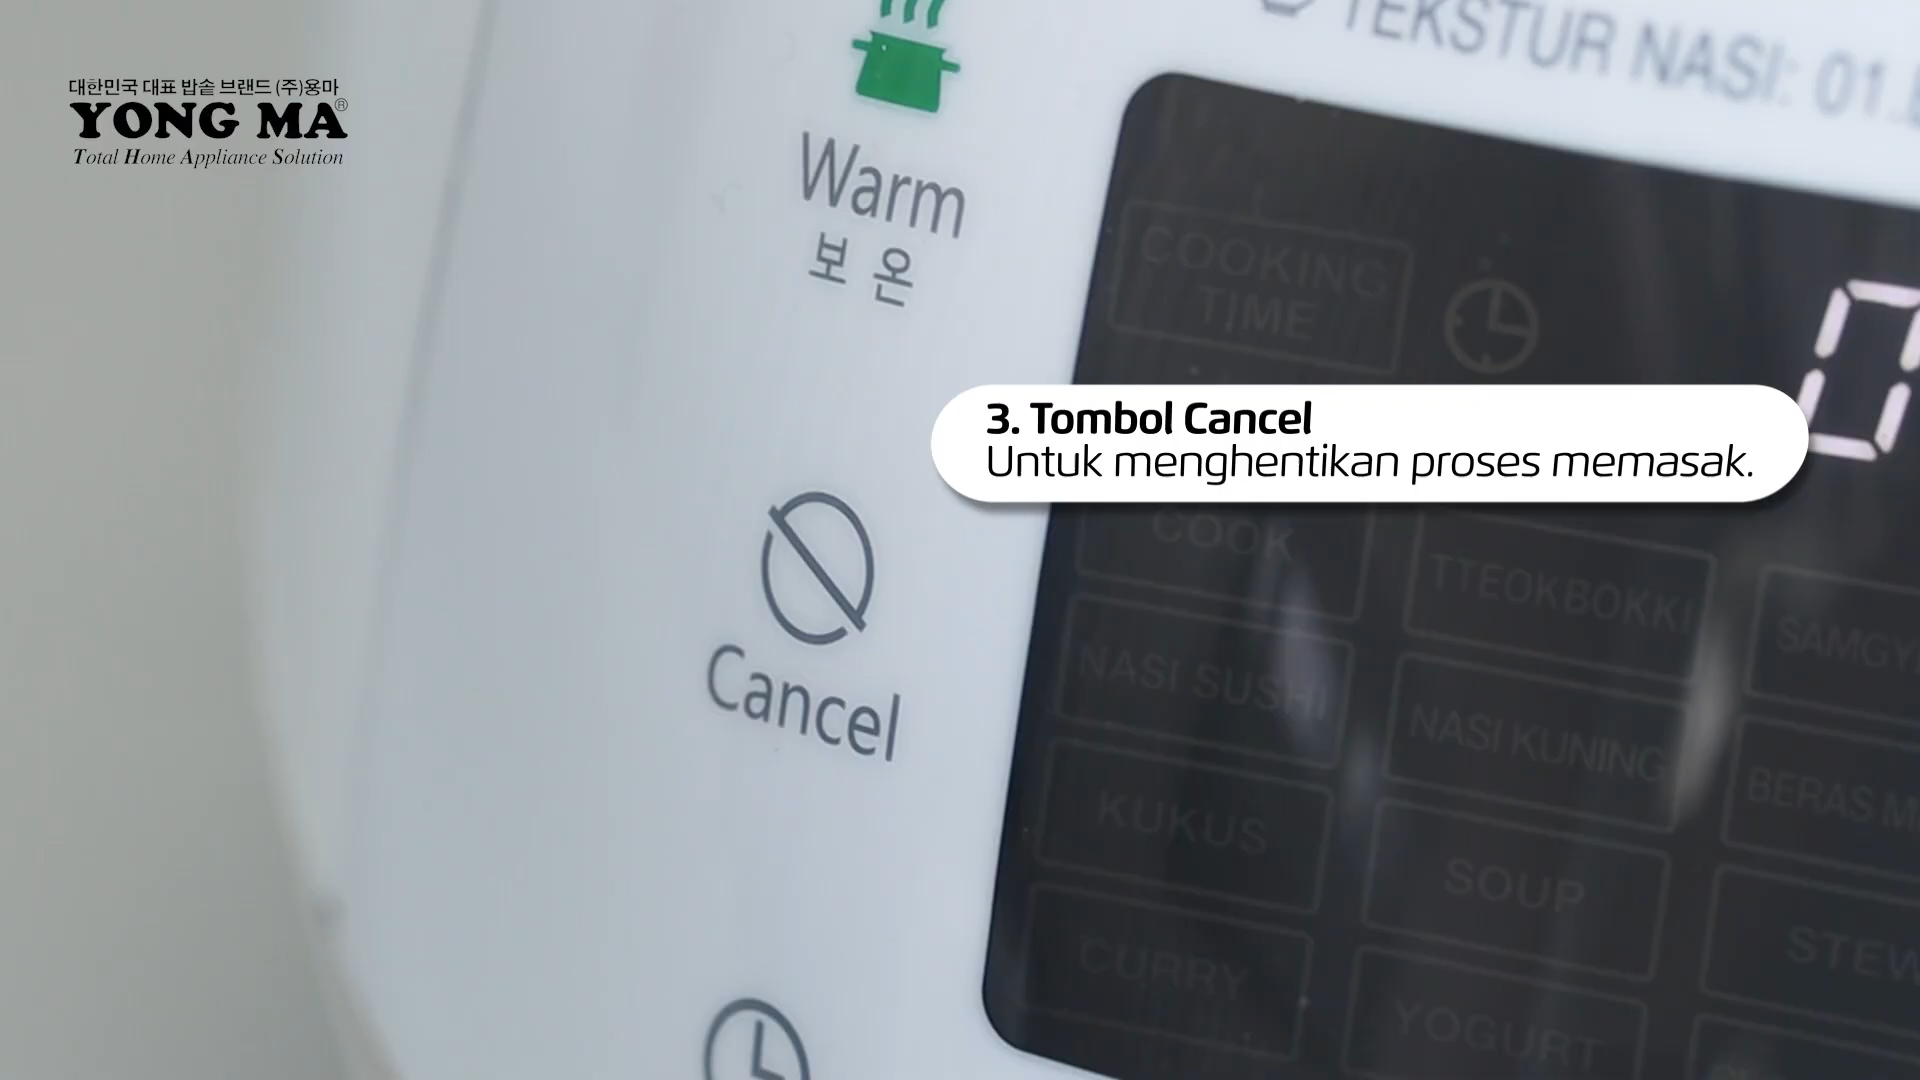 대한민국 대표 밥솥 브랜드 (주)용마
YONG MA®
Total Home Appliance Solution
TEKSTUR NASI: 01.
Warm
보온
COOKING
TIME
3. Tombol Cancel
Untuk menghentikan proses memasak.
Cancel
COOK
TTEOKBOKKI
NASI SUSHI
NASI KUNING
BERAS
KUKUS
SOUP
STEW
CURRY
YOGURT